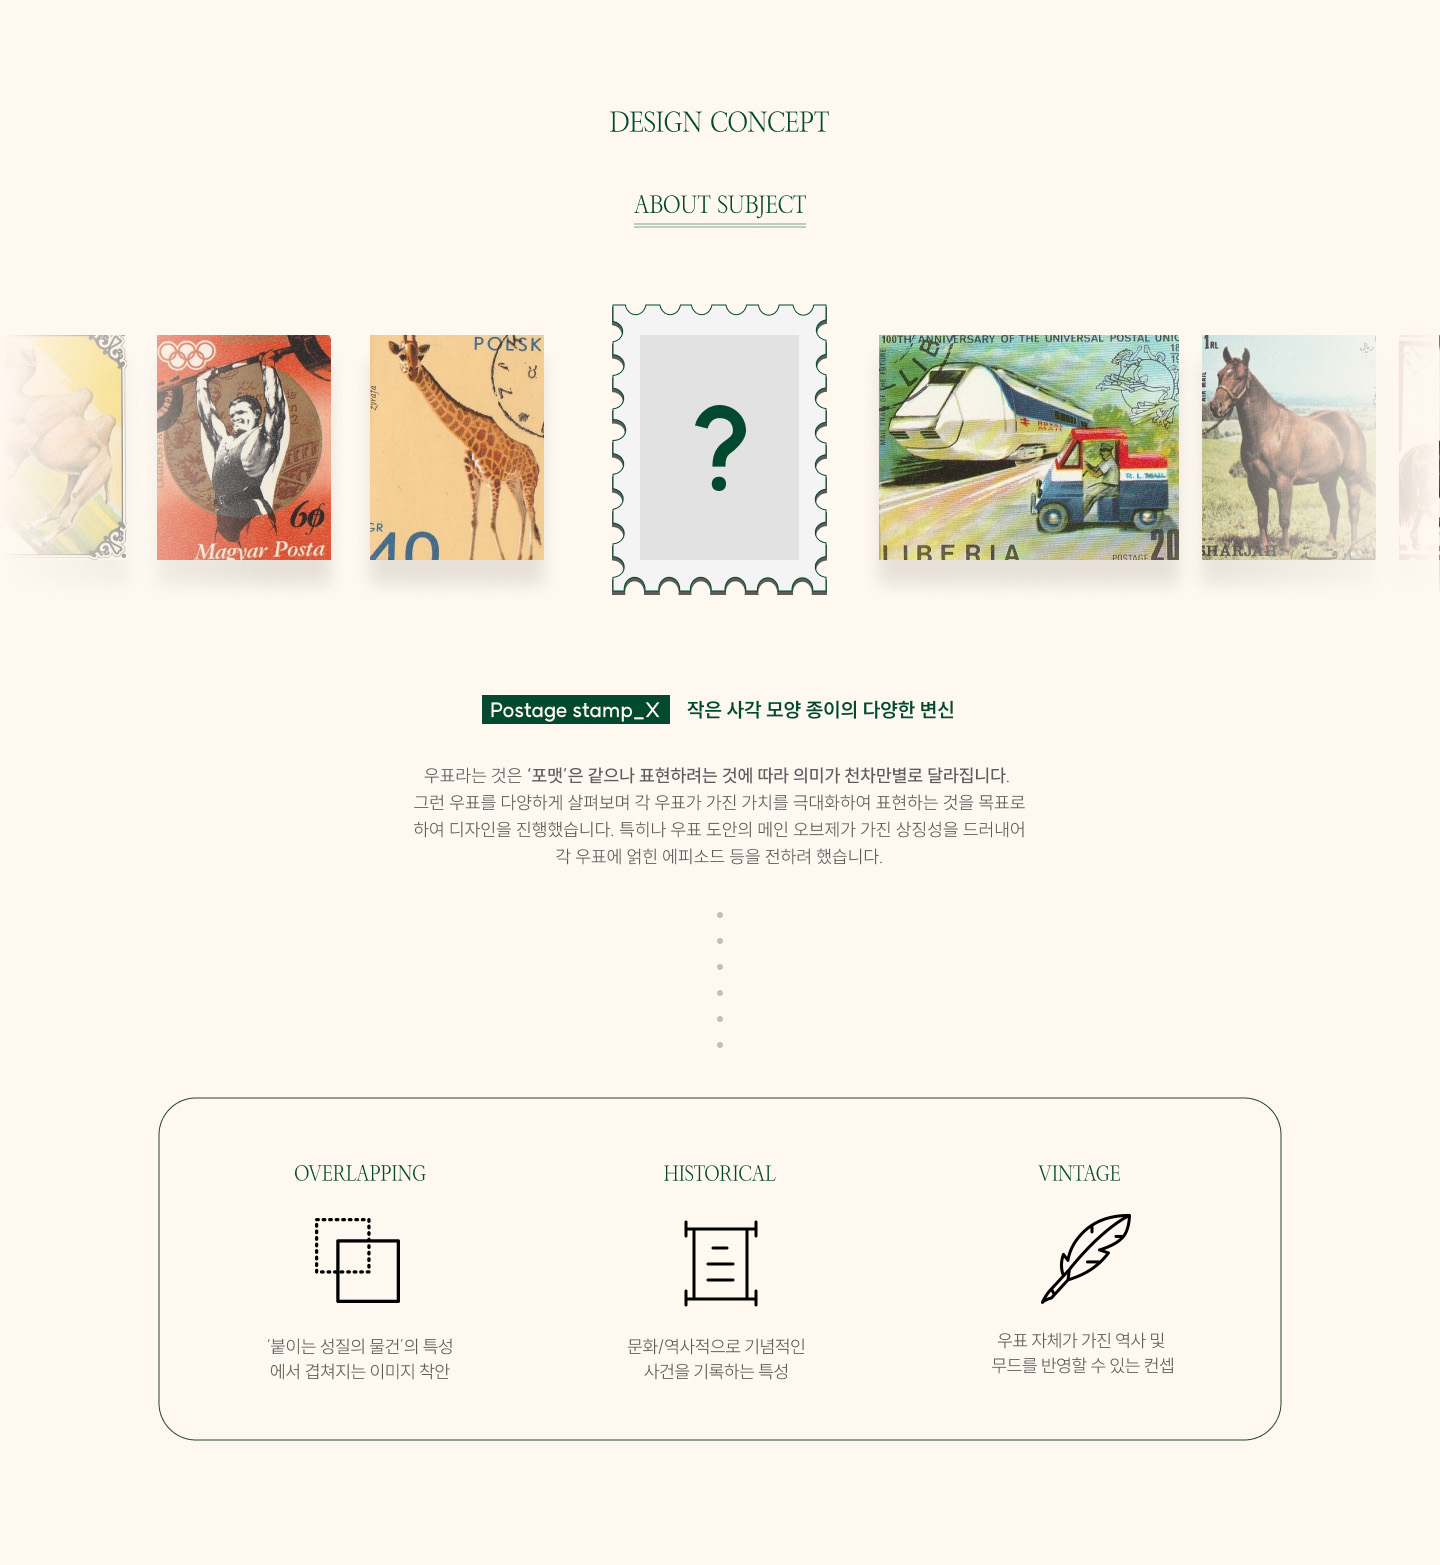 DESIGN CONCEPT
ABOUT SUBJECT
6¢
Magyar Posta
POLSK
żyrafa
GR
40
?
100TH ANNIVERSARY OF THE UNIVERSAL POSTAL UNIO
LIBE
ROYAL
MAIL
R. L. MAIL
LIBERIA
POSTAGE 20
1RL
AIR MAIL
SHARJAH
Postage stamp_X 작은 사각 모양 종이의 다양한 변신
우표라는 것은 ‘포맷’은 같으나 표현하려는 것에 따라 의미가 천차만별로 달라집니다.
그런 우표를 다양하게 살펴보며 각 우표가 가진 가치를 극대화하여 표현하는 것을 목표로
하여 디자인을 진행했습니다. 특히나 우표 도안의 메인 오브제가 가진 상징성을 드러내어
각 우표에 얽힌 에피소드 등을 전하려 했습니다.
OVERLAPPING
‘붙이는 성질의 물건’의 특성
에서 겹쳐지는 이미지 착안
HISTORICAL
문화/역사적으로 기념적인
사건을 기록하는 특성
VINTAGE
우표 자체가 가진 역사 및
무드를 반영할 수 있는 컨셉